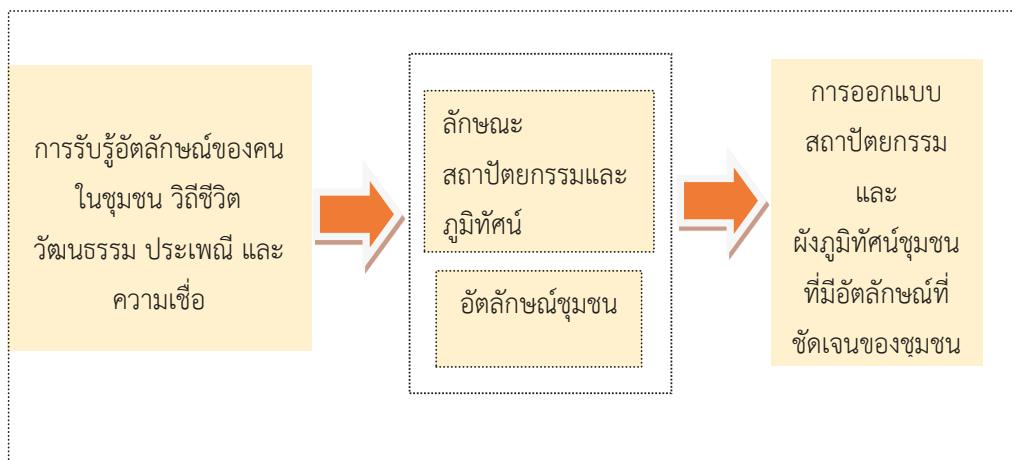 การรับรู้อัตลักษณ์ของคน
ในชุมชน วิถีชีวิต
วัฒนธรรม ประเพณี และ
ความเชื่อ
ลักษณะ
สถาปัตยกรรมและ
ภูมิทัศน์
อัตลักษณ์ชุมชน
การออกแบบ
สถาปัตยกรรม
และ
ผังภูมิทัศน์ชุมชน
ที่มีอัตลักษณ์ที่
ชัดเจนของชุมชน